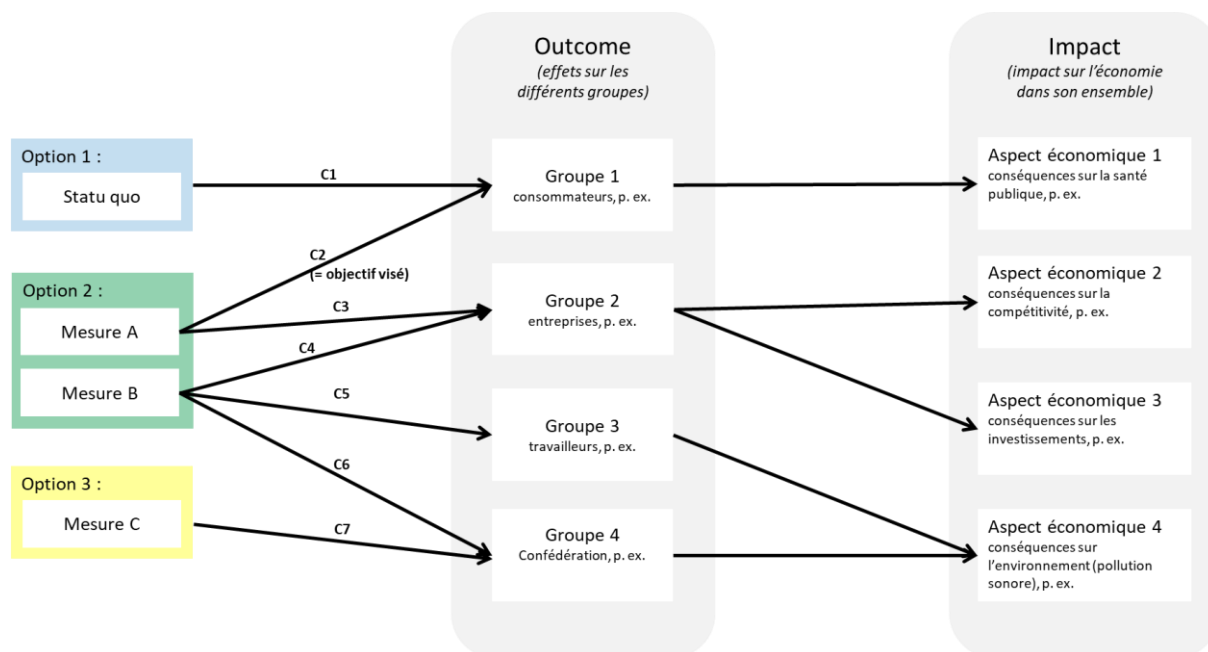 Outcome
(effets sur les
différents groupes)
Impact
(impact sur l'économie
dans son ensemble)
Option 1 :
Statu quo
C1
Groupe 1
consommateurs, p. ex.
Aspect économique 1
conséquences sur la santé
publique, p. ex.
C2
(= objectif visé)
Option 2 :
Mesure A
C3
Groupe 2
entreprises, p. ex.
Aspect économique 2
conséquences sur la
compétitivité, p. ex.
C4
Mesure B
C5
Groupe 3
travailleurs, p. ex.
Aspect économique 3
conséquences sur les
investissements, p. ex.
C6
Option 3 :
Mesure C
C7
Groupe 4
Confédération, p. ex.
Aspect économique 4
conséquences sur
l'environnement (pollution
sonore), p. ex.